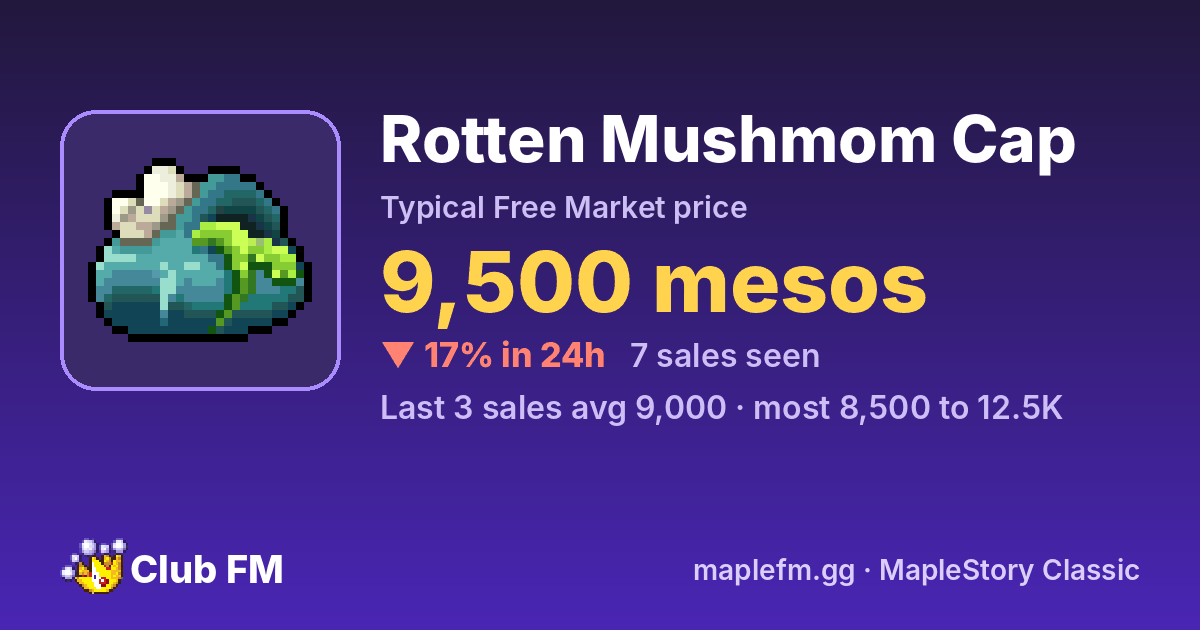 Rotten Mushmom Cap
Typical Free Market price
9,500 mesos
▼ 17% in 24h 7 sales seen
Last 3 sales avg 9,000 · most 8,500 to 12.5K
Club FM
maplefm.gg · MapleStory Classic